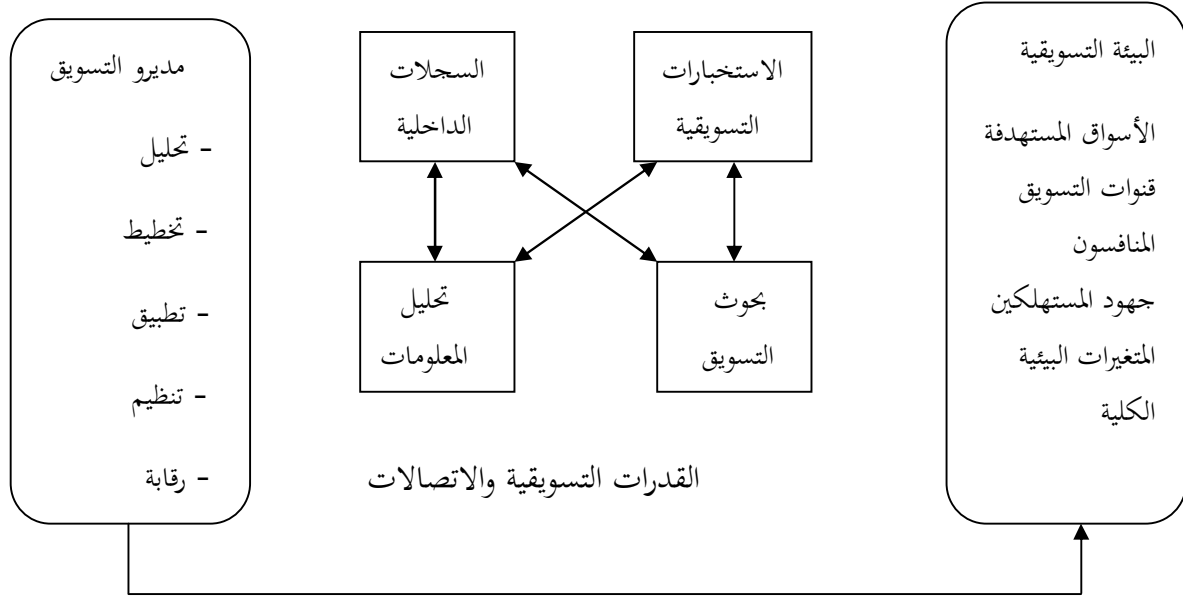 البيئة التسويقية
الأسواق المستهدفة
قنوات التسويق
المنافسون
جهود المستهلكين
المتغيرات البيئية
الكلية
الاستخبارات
التسويقية
السجلات
الداخلية
بحوث
التسويق
تحليل
المعلومات
القدرات التسويقية والاتصالات
مديرو التسويق
- تحليل
- تخطيط
- تطبيق
- تنظيم
- رقابة